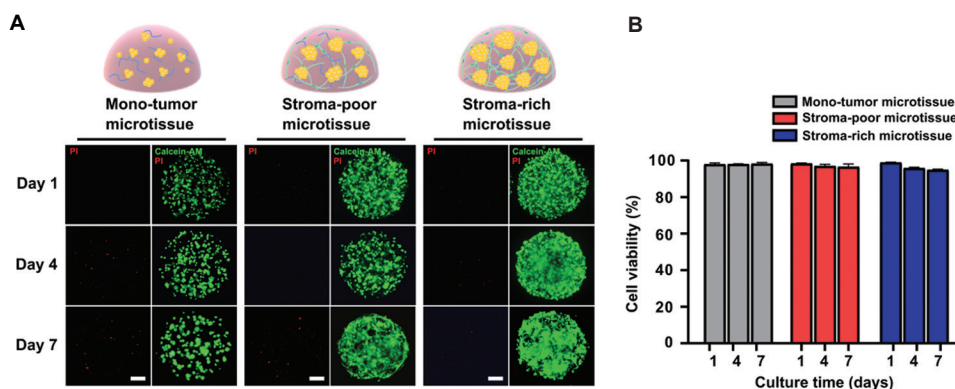 A
Mono-tumor
microtissue
Stroma-poor
microtissue
Stroma-rich
microtissue
PI
Calcein-AM
PI
PI
Calcein-AM
PI
PI
Calcein-AM
PI
Day 1
Day 4
Day 7
B
Mono-tumor microtissue
Stroma-poor microtissue
Stroma-rich microtissue
Cell viability (%)
100
80
60
40
20
0
1 4 7 1 4 7 1 4 7
Culture time (days)